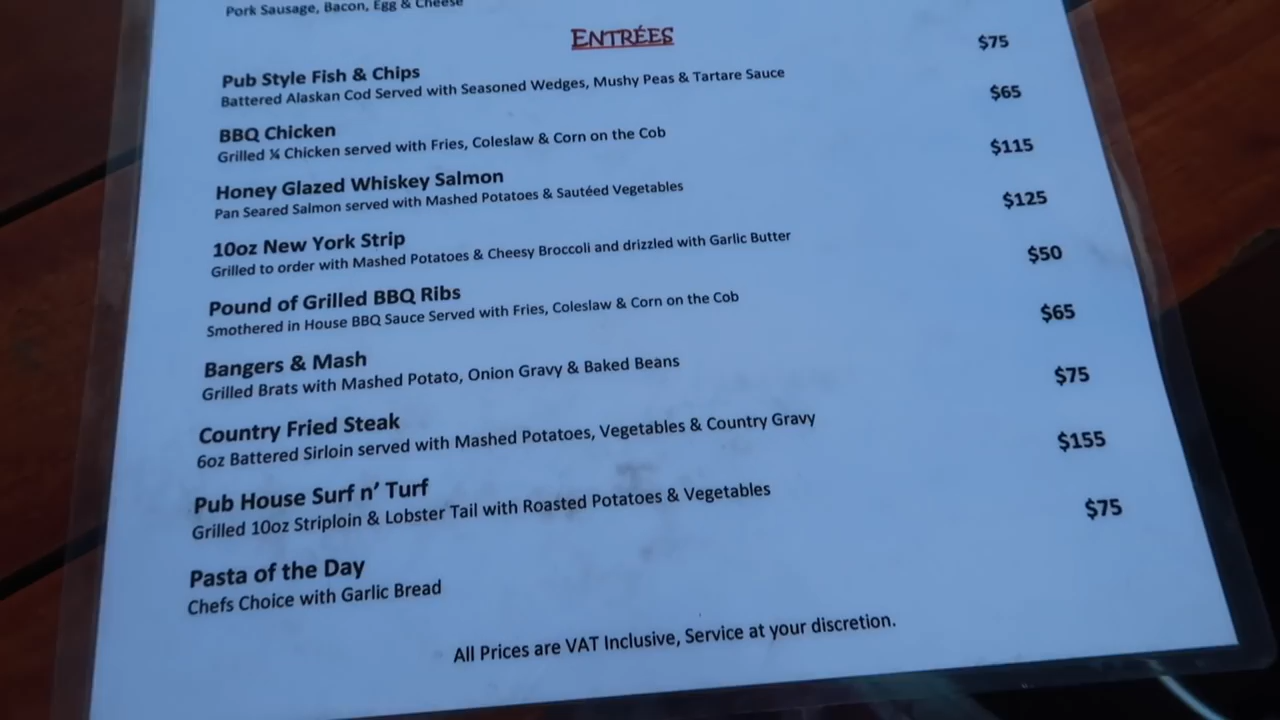 Pork Sausage, Bacon, Egg & Cheese
ENTRÉES
Pub Style Fish & Chips $75
Battered Alaskan Cod Served with Seasoned Wedges, Mushy Peas & Tartare Sauce
BBQ Chicken $65
Grilled ¼ Chicken served with Fries, Coleslaw & Corn on the Cob
Honey Glazed Whiskey Salmon $115
Pan Seared Salmon served with Mashed Potatoes & Sautéed Vegetables
10oz New York Strip $125
Grilled to order with Mashed Potatoes & Cheesy Broccoli and drizzled with Garlic Butter
Pound of Grilled BBQ Ribs $50
Smothered in House BBQ Sauce Served with Fries, Coleslaw & Corn on the Cob
Bangers & Mash $65
Grilled Brats with Mashed Potato, Onion Gravy & Baked Beans
Country Fried Steak $75
6oz Battered Sirloin served with Mashed Potatoes, Vegetables & Country Gravy
Pub House Surf n’ Turf $155
Grilled 10oz Striploin & Lobster Tail with Roasted Potatoes & Vegetables
Pasta of the Day $75
Chefs Choice with Garlic Bread
All Prices are VAT Inclusive, Service at your discretion.